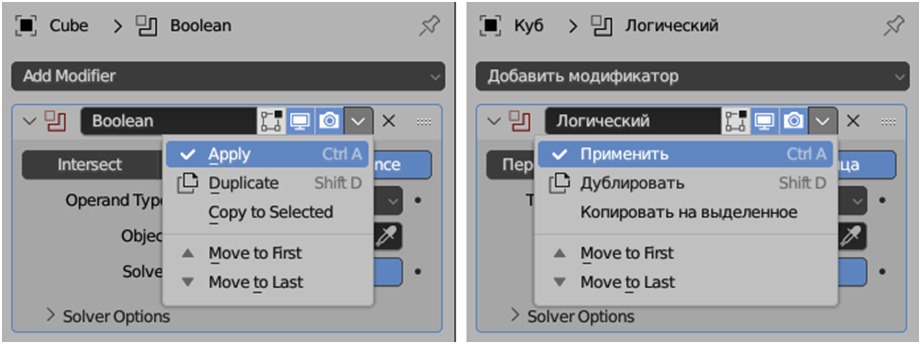 Cube > Boolean
Add Modifier
Boolean
Apply Ctrl A
Intersect nce
Duplicate Shift D
Operand Type
Copy to Selected
Objec
Move to First
Solve
Move to Last
Solver Options
Куб > Логический
Добавить модификатор
Логический
Применить Ctrl A
Пер ца
Дублировать Shift D
Т
Копировать на выделенное
Move to First
Move to Last
Solver Options